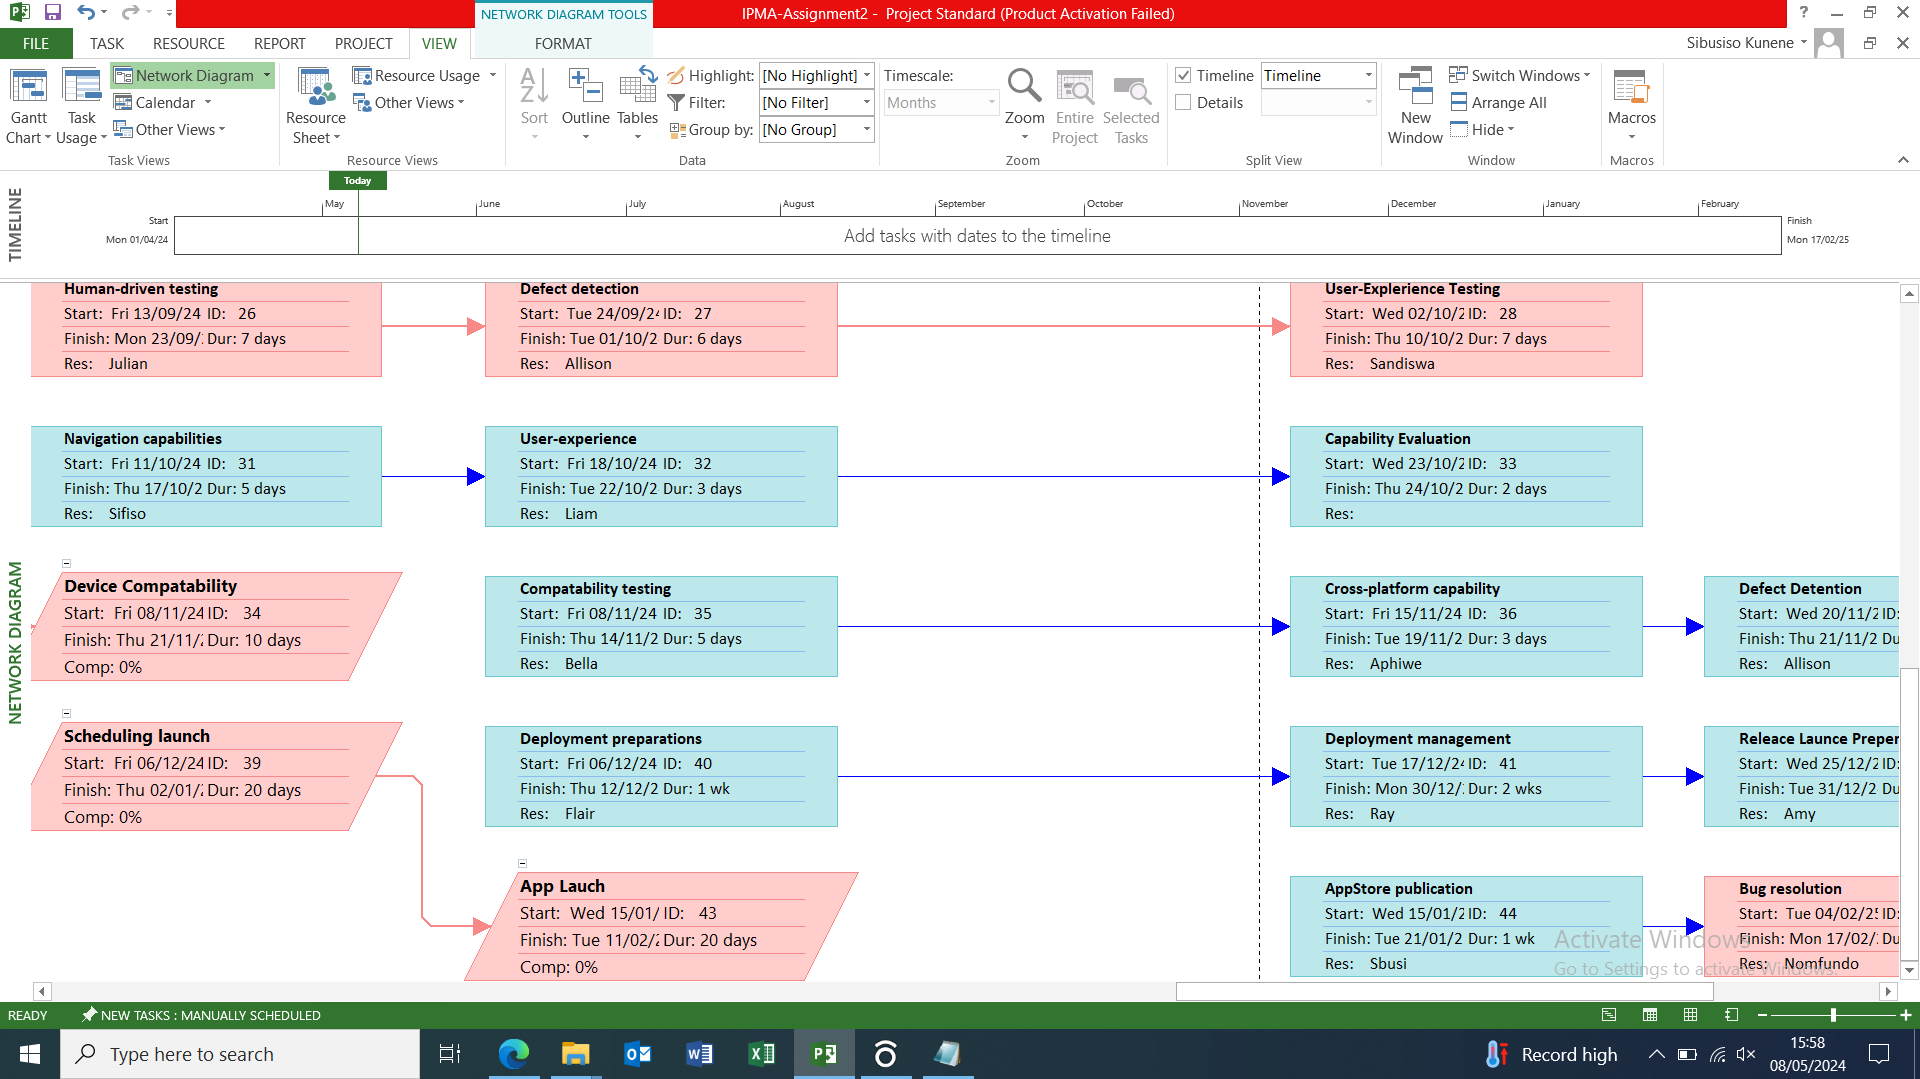 NETWORK DIAGRAM TOOLS
IPMA-Assignment2 - Project Standard (Product Activation Failed)
FILE TASK RESOURCE REPORT PROJECT VIEW FORMAT
Sibusiso Kunene
Gantt Chart
Task Usage
Network Diagram
Calendar
Other Views
Task Views
Resource Sheet
Resource Usage
Other Views
Resource Views
Sort
Outline
Tables
Highlight: [No Highlight]
Filter: [No Filter]
Group by: [No Group]
Data
Timescale:
Months
Zoom
Entire Project
Selected Tasks
Zoom
Timeline Timeline
Details
Split View
New Window
Switch Windows
Arrange All
Hide
Window
Macros
Macros
TIMELINE
Today
May June July August September October November December January February
Start
Mon 01/04/24
Add tasks with dates to the timeline
Finish
Mon 17/02/25
NETWORK DIAGRAM
Human-driven testing
Start: Fri 13/09/24 ID: 26
Finish: Mon 23/09/ Dur: 7 days
Res: Julian
Defect detection
Start: Tue 24/09/24 ID: 27
Finish: Tue 01/10/2 Dur: 6 days
Res: Allison
User-Explerience Testing
Start: Wed 02/10/2 ID: 28
Finish: Thu 10/10/2 Dur: 7 days
Res: Sandiswa
Navigation capabilities
Start: Fri 11/10/24 ID: 31
Finish: Thu 17/10/2 Dur: 5 days
Res: Sifiso
User-experience
Start: Fri 18/10/24 ID: 32
Finish: Tue 22/10/2 Dur: 3 days
Res: Liam
Capability Evaluation
Start: Wed 23/10/2 ID: 33
Finish: Thu 24/10/2 Dur: 2 days
Res:
Device Compatability
Start: Fri 08/11/24 ID: 34
Finish: Thu 21/11/2 Dur: 10 days
Comp: 0%
Compatability testing
Start: Fri 08/11/24 ID: 35
Finish: Thu 14/11/2 Dur: 5 days
Res: Bella
Cross-platform capability
Start: Fri 15/11/24 ID: 36
Finish: Tue 19/11/2 Dur: 3 days
Res: Aphiwe
Defect Detention
Start: Wed 20/11/2 ID:
Finish: Thu 21/11/2 Du
Res: Allison
Scheduling launch
Start: Fri 06/12/24 ID: 39
Finish: Thu 02/01/ Dur: 20 days
Comp: 0%
Deployment preparations
Start: Fri 06/12/24 ID: 40
Finish: Thu 12/12/2 Dur: 1 wk
Res: Flair
Deployment management
Start: Tue 17/12/24 ID: 41
Finish: Mon 30/12/ Dur: 2 wks
Res: Ray
Releace Launce Preper
Start: Wed 25/12/2 ID:
Finish: Tue 31/12/2 Du
Res: Amy
App Lauch
Start: Wed 15/01/ ID: 43
Finish: Tue 11/02/2 Dur: 20 days
Comp: 0%
AppStore publication
Start: Wed 15/01/2 ID: 44
Finish: Tue 21/01/2 Dur: 1 wk
Res: Sbusi
Bug resolution
Start: Tue 04/02/25 ID:
Finish: Mon 17/02/ Du
Res: Nomfundo
Activate Windows
Go to Settings to activate Windows.
READY NEW TASKS : MANUALLY SCHEDULED
Type here to search
Record high
15:58
08/05/2024